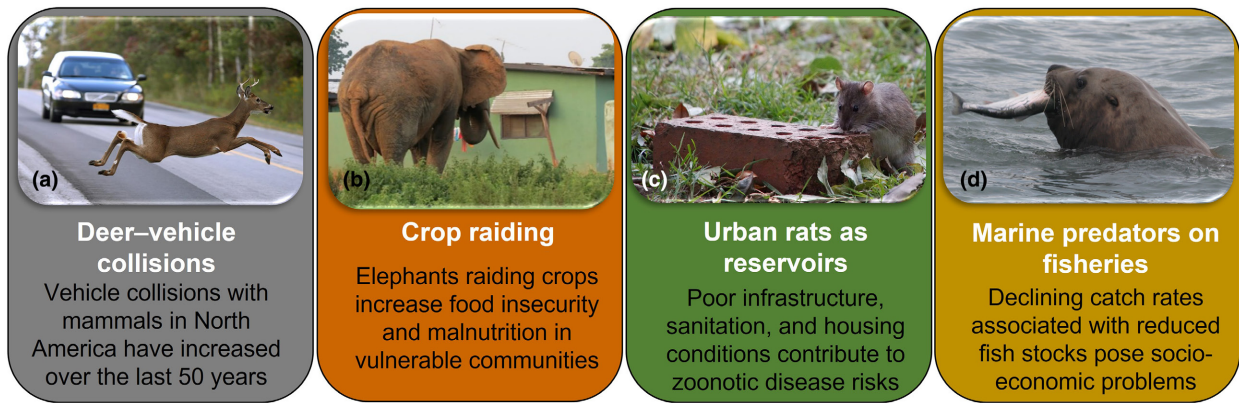 (a)
Deer–vehicle
collisions
Vehicle collisions with
mammals in North
America have increased
over the last 50 years
(b)
Crop raiding
Elephants raiding crops
increase food insecurity
and malnutrition in
vulnerable communities
(c)
Urban rats as
reservoirs
Poor infrastructure,
sanitation, and housing
conditions contribute to
zoonotic disease risks
(d)
Marine predators on
fisheries
Declining catch rates
associated with reduced
fish stocks pose socio-
economic problems